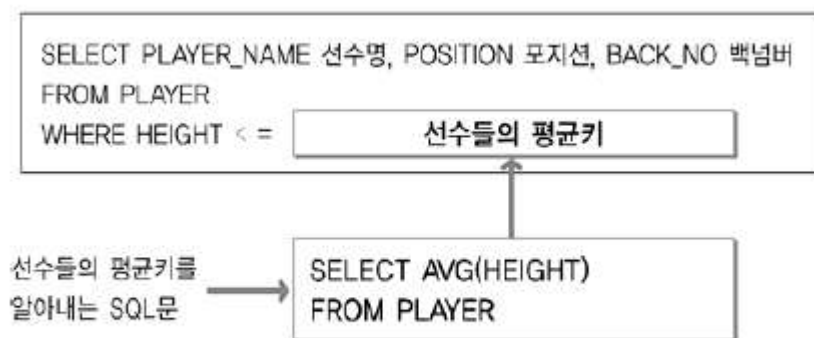 SELECT PLAYER_NAME 선수명, POSITION 포지션, BACK_NO 백넘버
FROM PLAYER
WHERE HEIGHT < = 선수들의 평균키
선수들의 평균키를
알아내는 SQL문
SELECT AVG(HEIGHT)
FROM PLAYER